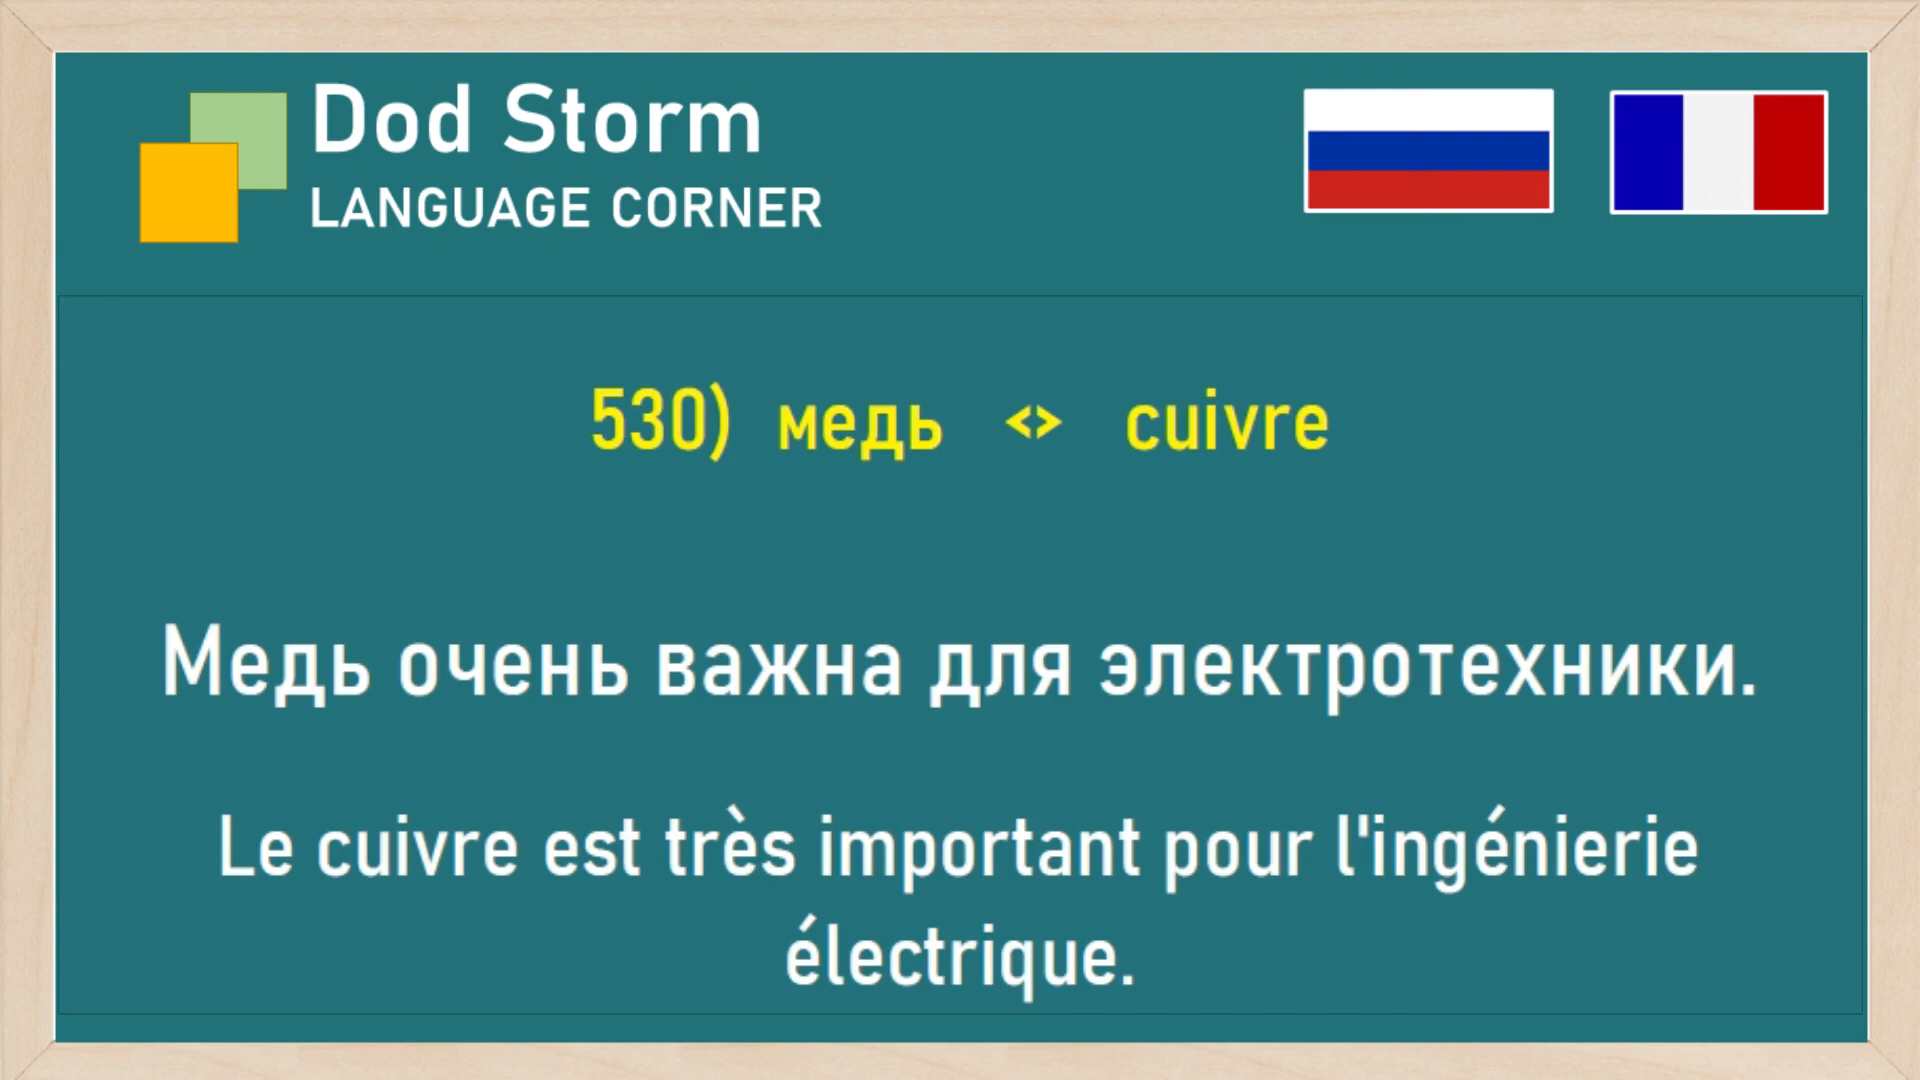 Dod Storm
LANGUAGE CORNER
530) медь <> cuivre
Медь очень важна для электротехники.
Le cuivre est très important pour l'ingénierie
électrique.